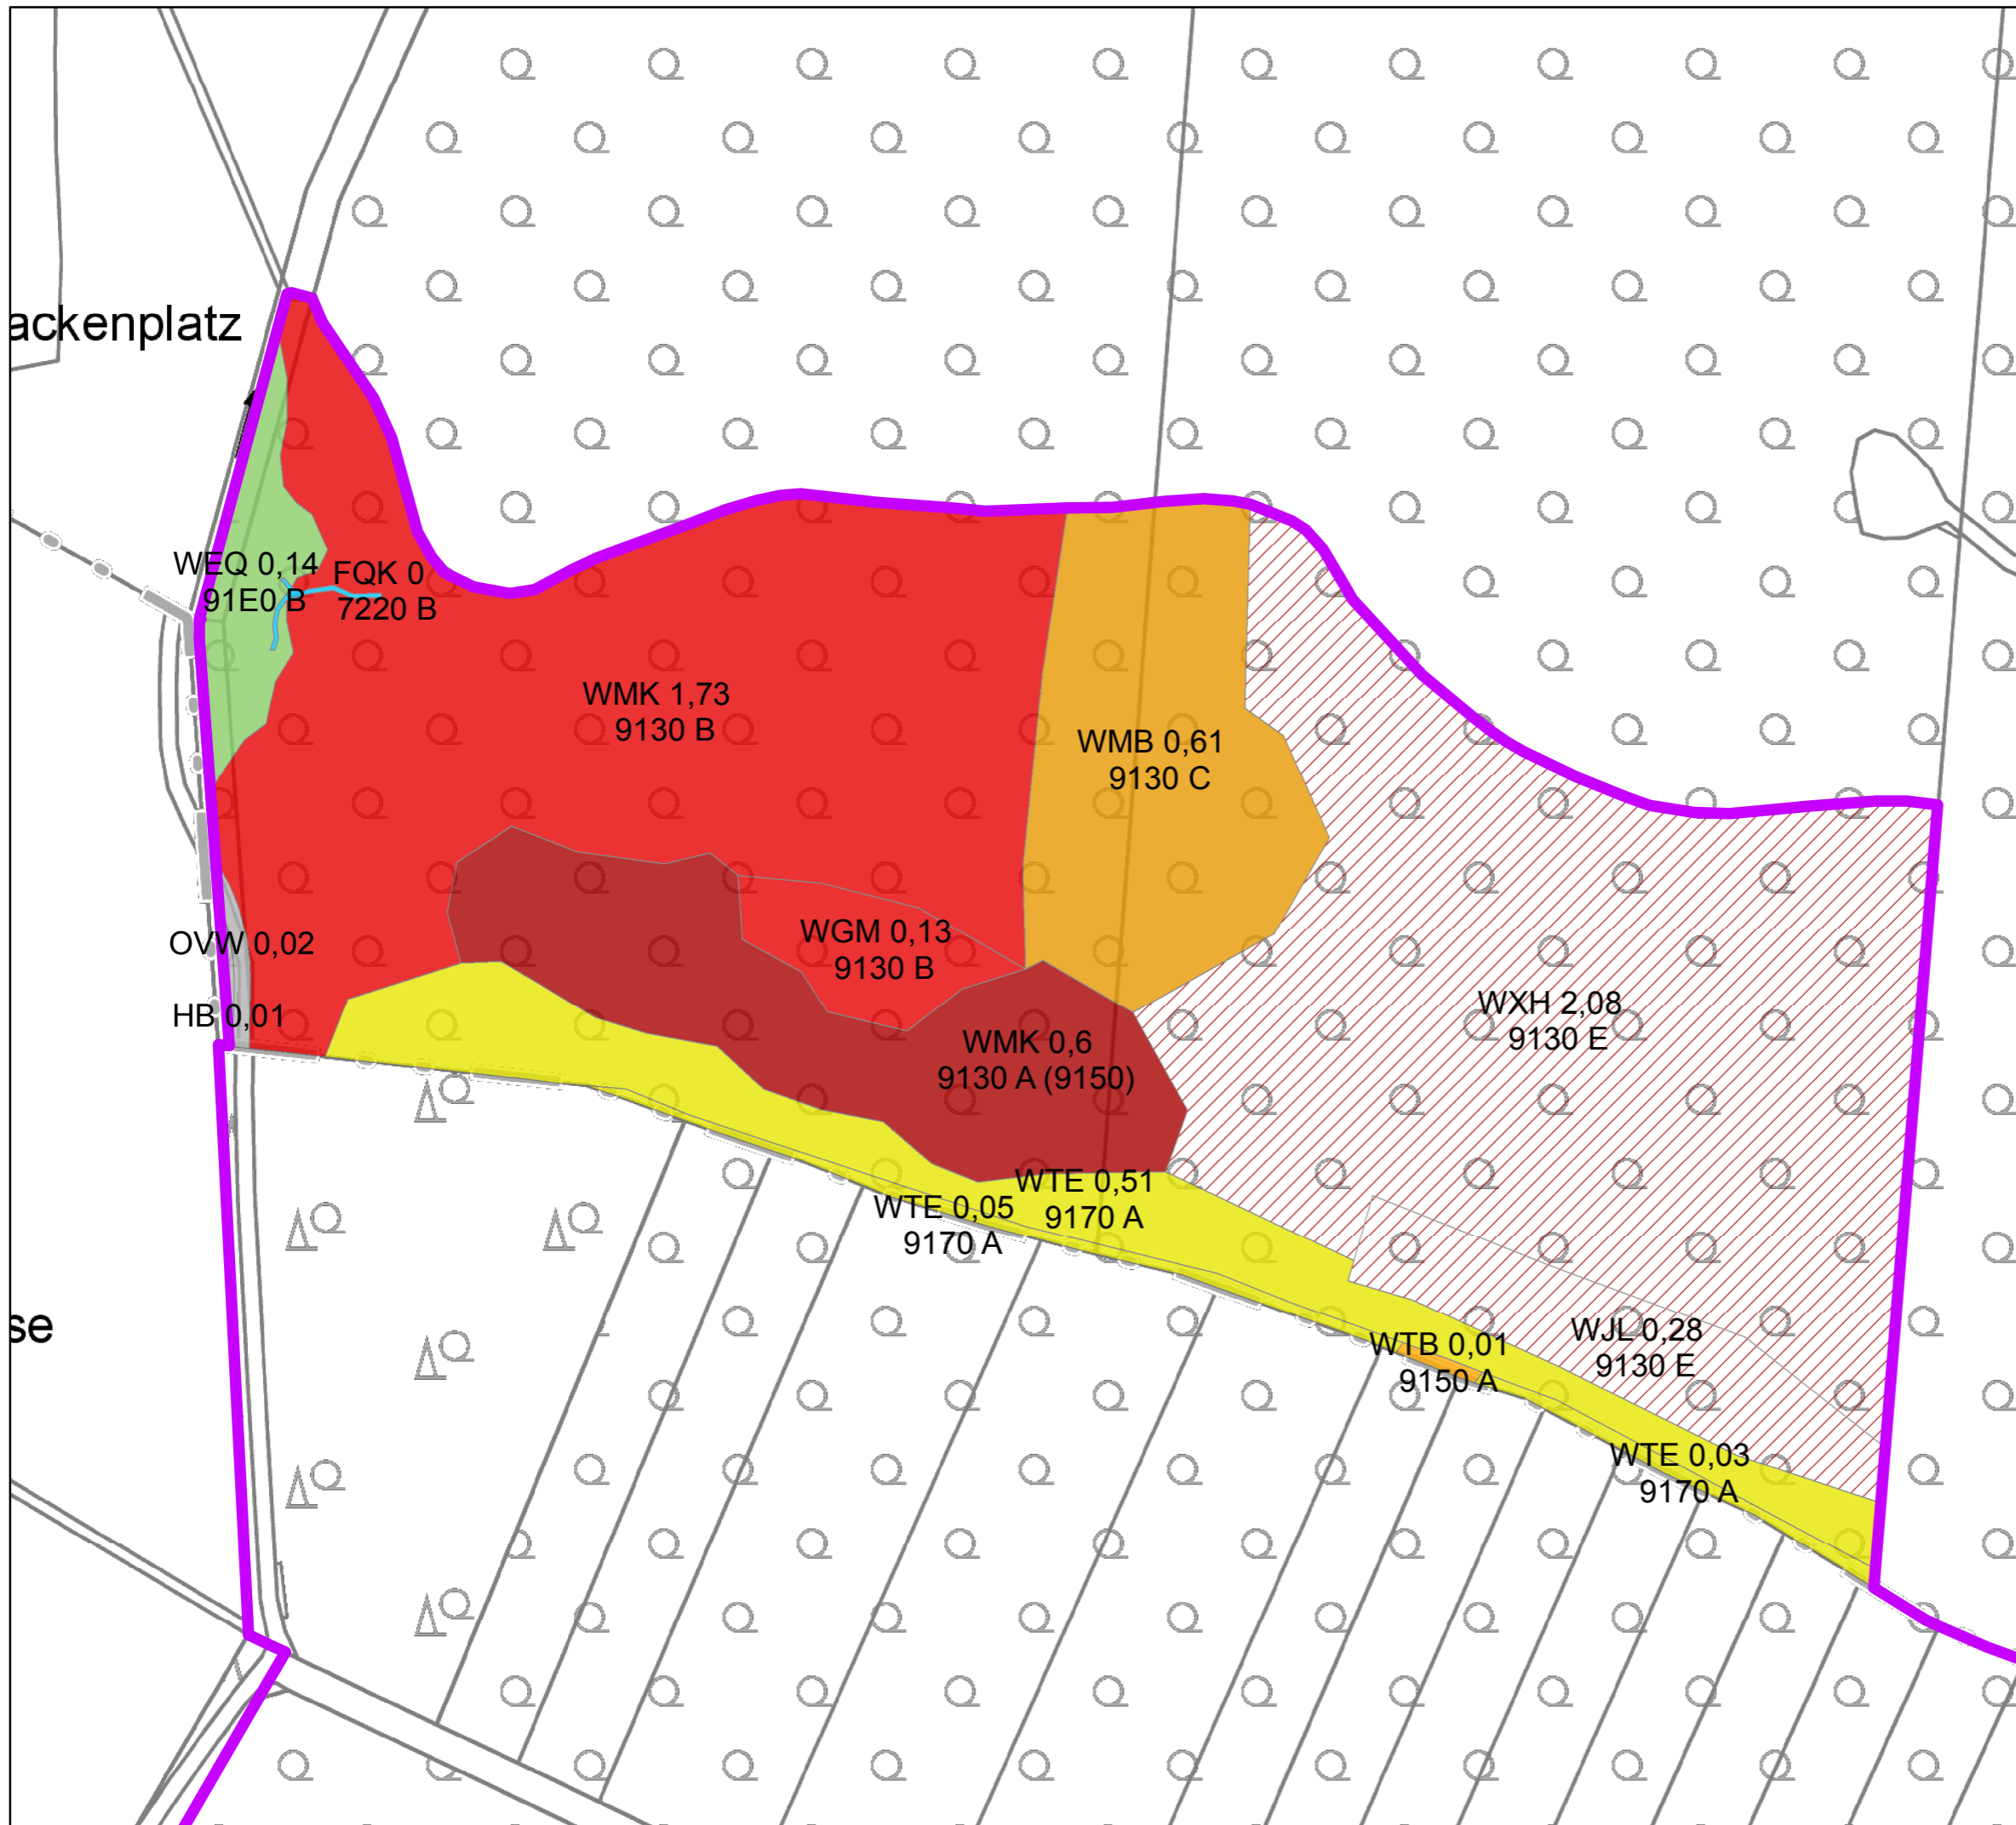 ackenplatz
WEQ 0,14
91E0 B
FQK 0
7220 B
WMK 1,73
9130 B
WMB 0,61
9130 C
WGM 0,13
9130 B
OVW 0,02
HB 0,01
WXH 2,08
9130 E
WMK 0,6
9130 A (9150)
WTE 0,51
9170 A
WTE 0,05
9170 A
se
WJL 0,28
9130 E
WTB 0,01
9150 A
WTE 0,03
9170 A